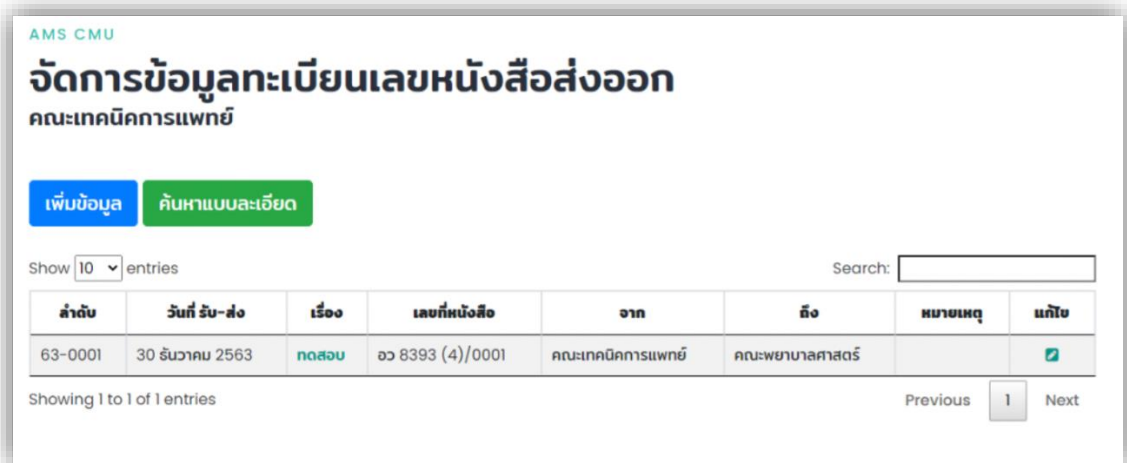 AMS CMU
จัดการข้อมูลทะเบียนเลขหนังสือส่งออก
คณะเทคนิคการแพทย์
เพิ่มข้อมูล ค้นหาแบบละเอียด
Show 10 entries Search:
ลำดับ วันที่ รับ-ส่ง เรื่อง เลขที่หนังสือ จาก ถึง หมายเหตุ แก้ไข
63-0001 30 ธันวาคม 2563 ทดสอบ อว 8393 (4)/0001 คณะเทคนิคการแพทย์ คณะพยาบาลศาสตร์
Showing 1 to 1 of 1 entries Previous 1 Next